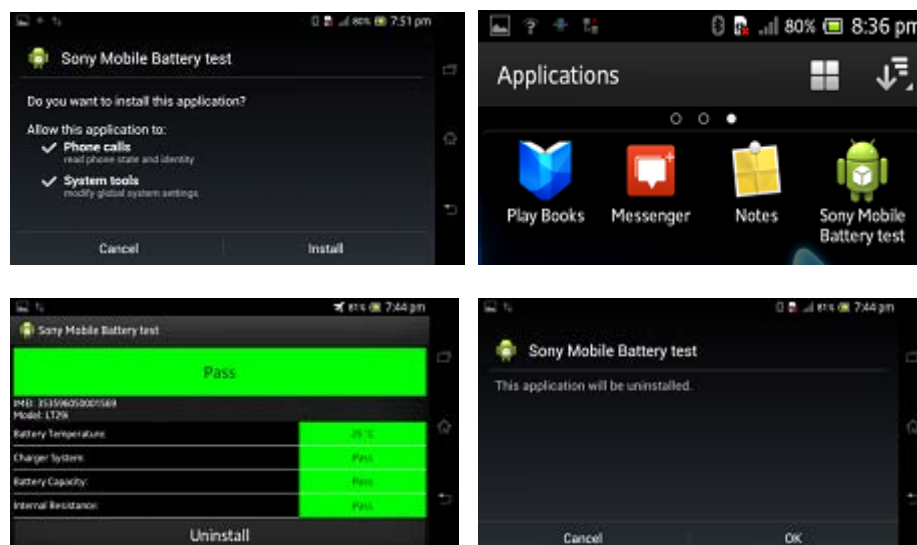 80% 7:51 pm
Sony Mobile Battery test
Do you want to install this application?
Allow this application to:
Phone calls
read phone state and identity
System tools
modify global system settings
Cancel Install
80% 8:36 pm
Applications
Play Books Messenger Notes Sony Mobile
Battery test
81% 7:44 pm
Sony Mobile Battery test
Pass
Model: LT29i
Battery Temperature:
Charger System: Pass
Battery Capacity: Pass
Internal Resistance: Pass
Uninstall
81% 7:44 pm
Sony Mobile Battery test
This application will be uninstalled.
Cancel OK